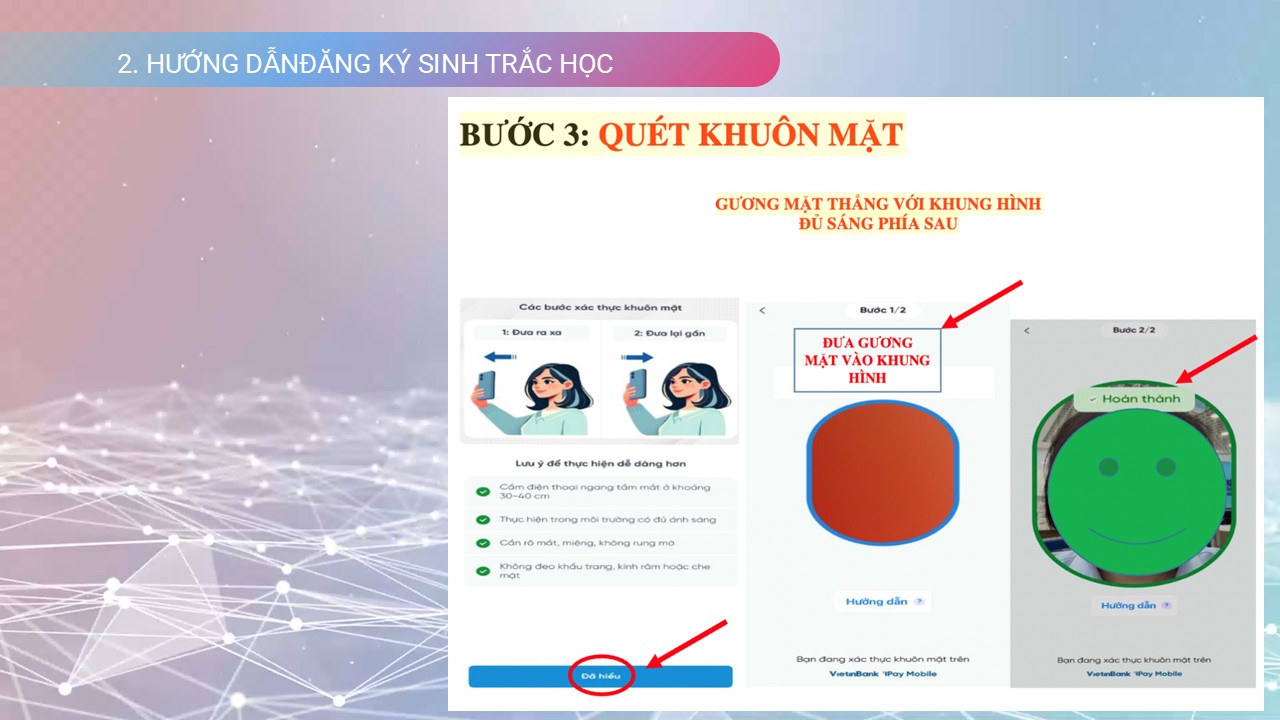 2. HƯỚNG DẪNĐĂNG KÝ SINH TRẮC HỌC
BƯỚC 3: QUÉT KHUÔN MẶT
GƯƠNG MẶT THẲNG VỚI KHUNG HÌNH
ĐỦ SÁNG PHÍA SAU
Các bước xác thực khuôn mặt
1: Đưa ra xa
2: Đưa lại gần
Lưu ý để thực hiện dễ dàng hơn
Cầm điện thoại ngang tầm mắt ở khoảng
30-40 cm
Thực hiện trong môi trường có đủ ánh sáng
Cần rõ mắt, miệng, không rung mờ
Không đeo khẩu trang, kính râm hoặc che
mặt
Đã hiểu
Bước 1/2
ĐƯA GƯƠNG
MẶT VÀO KHUNG
HÌNH
Hướng dẫn ?
Bạn đang xác thực khuôn mặt trên
VietinBank iPay Mobile
Bước 2/2
Hoàn thành
Hướng dẫn ?
Bạn đang xác thực khuôn mặt trên
VietinBank iPay Mobile